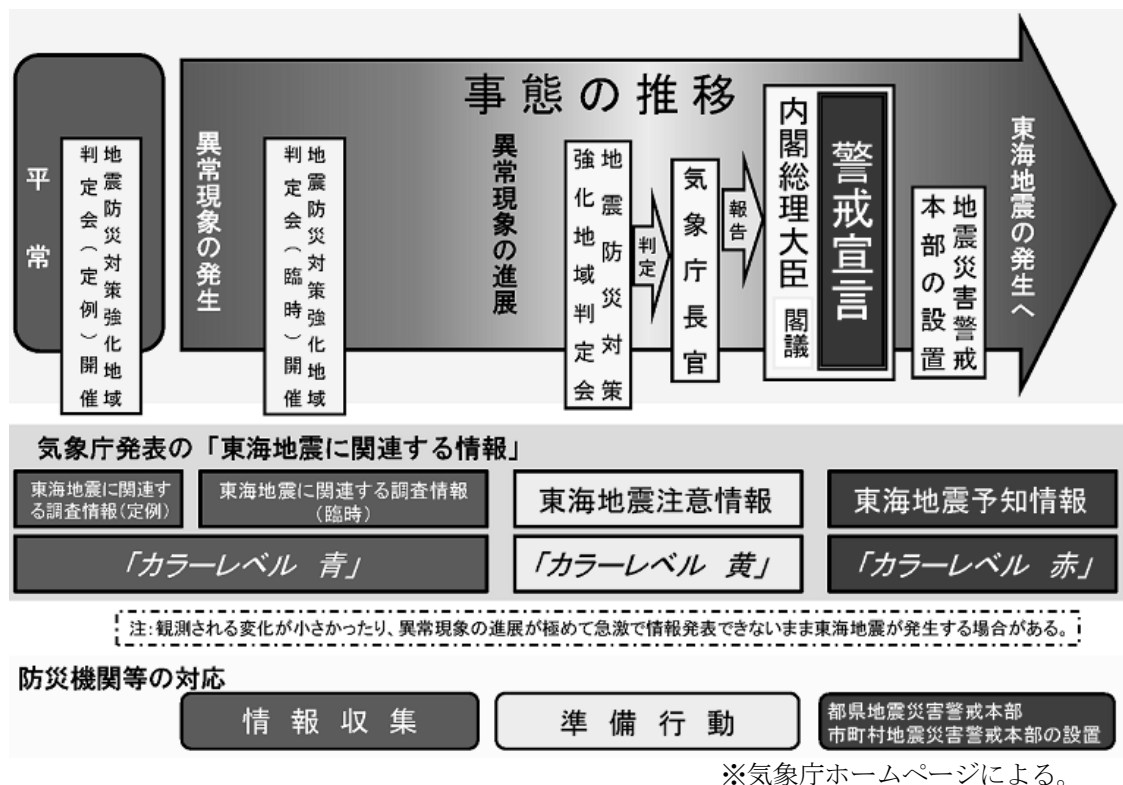 事態の推移
平常
地震防災対策強化地域
判定会(定例)開催
異常現象の発生
地震防災対策強化地域
判定会(臨時)開催
異常現象の進展
地震防災対策
強化地域判定会
判定
気象庁長官
報告
内閣総理大臣 閣議
警戒宣言
地震災害警戒
本部の設置
東海地震の発生へ
気象庁発表の「東海地震に関連する情報」
東海地震に関連す
る調査情報(定例)
東海地震に関連する調査情報
(臨時)
東海地震注意情報
東海地震予知情報
「カラーレベル 青」
「カラーレベル 黄」
「カラーレベル 赤」
注:観測される変化が小さかったり、異常現象の進展が極めて急激で情報発表できないまま東海地震が発生する場合がある。
防災機関等の対応
情報収集
準備行動
都県地震災害警戒本部
市町村地震災害警戒本部の設置
※気象庁ホームページによる。